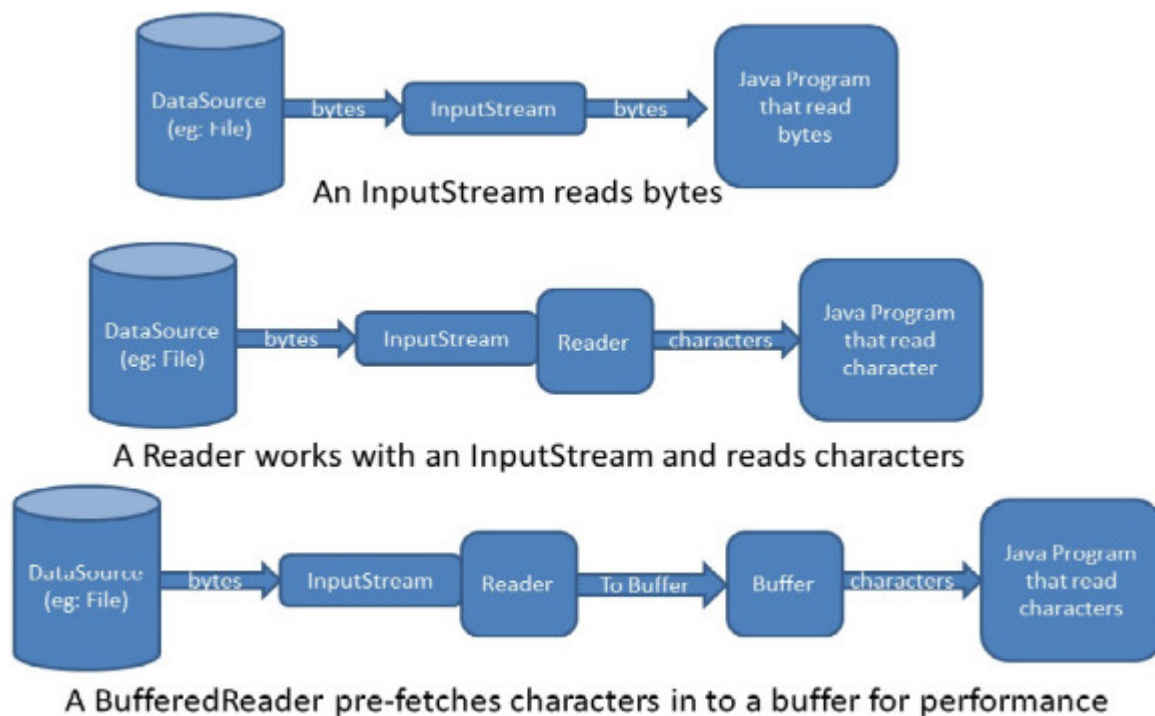 DataSource
(eg: File)
bytes
InputStream
bytes
Java Program
that read
bytes
An InputStream reads bytes
DataSource
(eg: File)
bytes
InputStream
Reader
characters
Java Program
that read
character
A Reader works with an InputStream and reads characters
DataSource
(eg: File)
bytes
InputStream
Reader
To Buffer
Buffer
characters
Java Program
that read
characters
A BufferedReader pre-fetches characters in to a buffer for performance